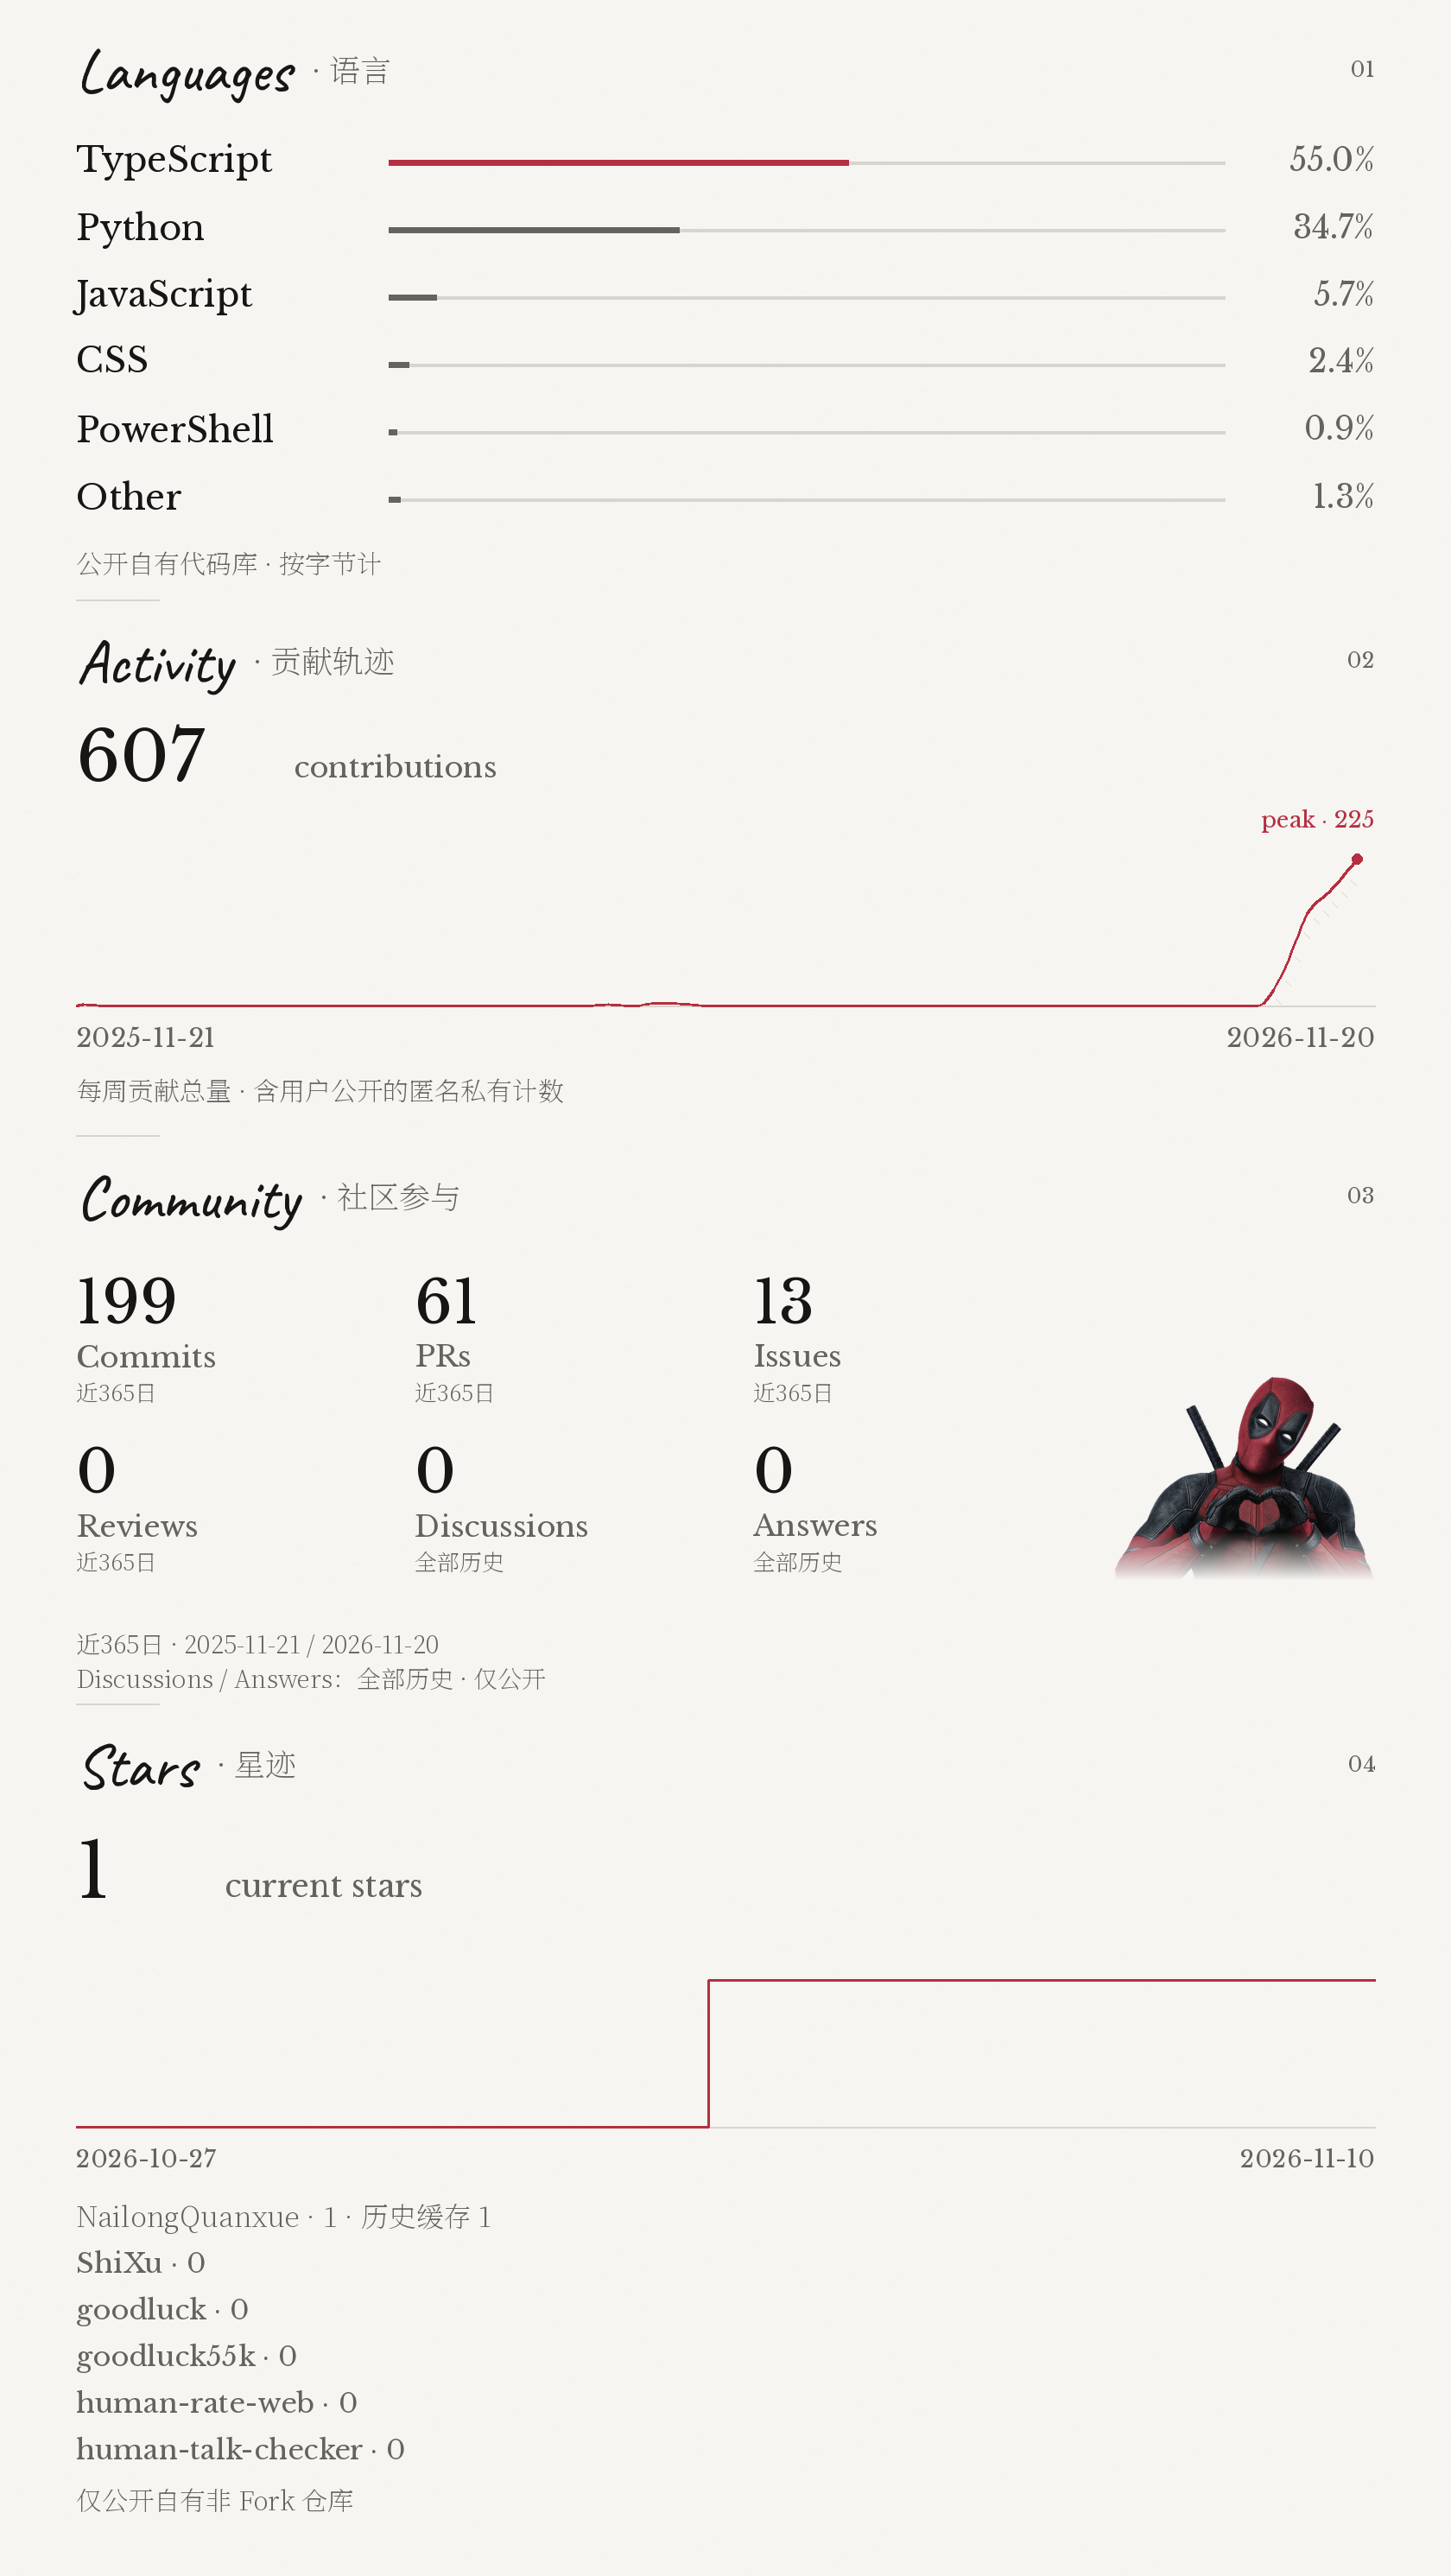 Languages · 语言 01
TypeScript 55.0%
Python 34.7%
JavaScript 5.7%
CSS 2.4%
PowerShell 0.9%
Other 1.3%
公开自有代码库 · 按字节计
Activity · 贡献轨迹 02
607 contributions
peak · 225
2025-11-21 2026-11-20
每周贡献总量 · 含用户公开的匿名私有计数
Community · 社区参与 03
199 61 13
Commits PRs Issues
近365日 近365日 近365日
0 0 0
Reviews Discussions Answers
近365日 全部历史 全部历史
近365日 · 2025-11-21 / 2026-11-20
Discussions / Answers：全部历史 · 仅公开
Stars · 星迹 04
1 current stars
2026-10-27 2026-11-10
NailongQuanxue · 1 · 历史缓存 1
ShiXu · 0
goodluck · 0
goodluck55k · 0
human-rate-web · 0
human-talk-checker · 0
仅公开自有非 Fork 仓库